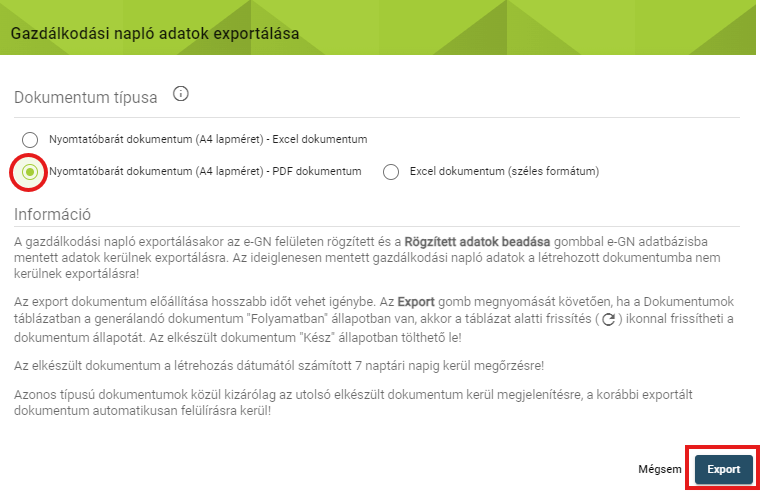 Gazdálkodási napló adatok exportálása
Dokumentum típusa
Nyomtatóbarát dokumentum (A4 lapméret) - Excel dokumentum
Nyomtatóbarát dokumentum (A4 lapméret) - PDF dokumentum
Excel dokumentum (széles formátum)
Információ
A gazdálkodási napló exportálásakor az e-GN felületen rögzített és a Rögzített adatok beadása gombbal e-GN adatbázisba
mentett adatok kerülnek exportálásra. Az ideiglenesen mentett gazdálkodási napló adatok a létrehozott dokumentumba nem
kerülnek exportálásra!
Az export dokumentum előállítása hosszabb időt vehet igénybe. Az Export gomb megnyomását követően, ha a Dokumentumok
táblázatban a generálandó dokumentum "Folyamatban" állapotban van, akkor a táblázat alatti frissítés ( ) ikonnal frissítheti a
dokumentum állapotát. Az elkészült dokumentum "Kész" állapotban tölthető le!
Az elkészült dokumentum a létrehozás dátumától számított 7 naptári napig kerül megőrzésre!
Azonos típusú dokumentumok közül kizárólag az utolsó elkészült dokumentum kerül megjelenítésre, a korábbi exportált
dokumentum automatikusan felülírásra kerül!
Mégsem
Export